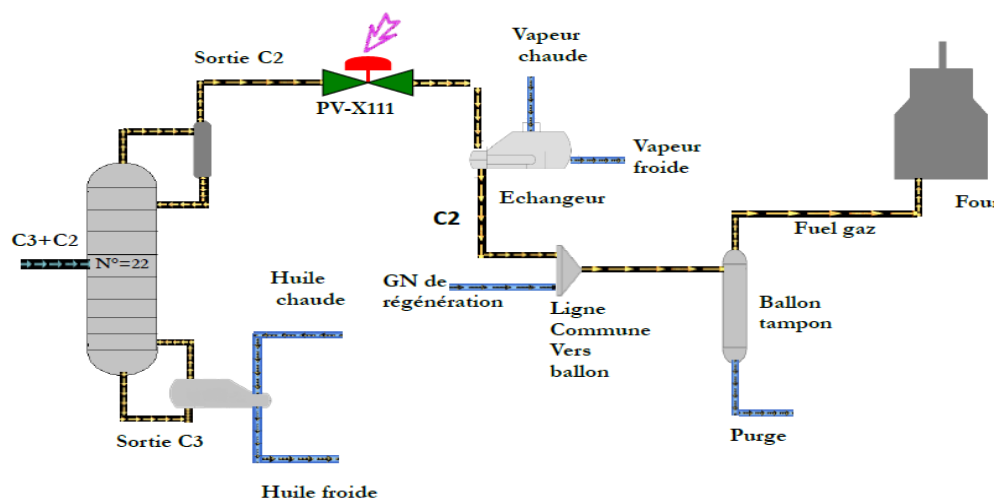 Vapeur
chaude
Sortie C2
PV-X111
Vapeur
froide
Echangeur
C2
Four
Fuel gaz
C3+C2
N°=22
Huile
chaude
GN de
régénération
Ligne
Commune
Vers
ballon
Ballon
tampon
Sortie C3
Purge
Huile froide